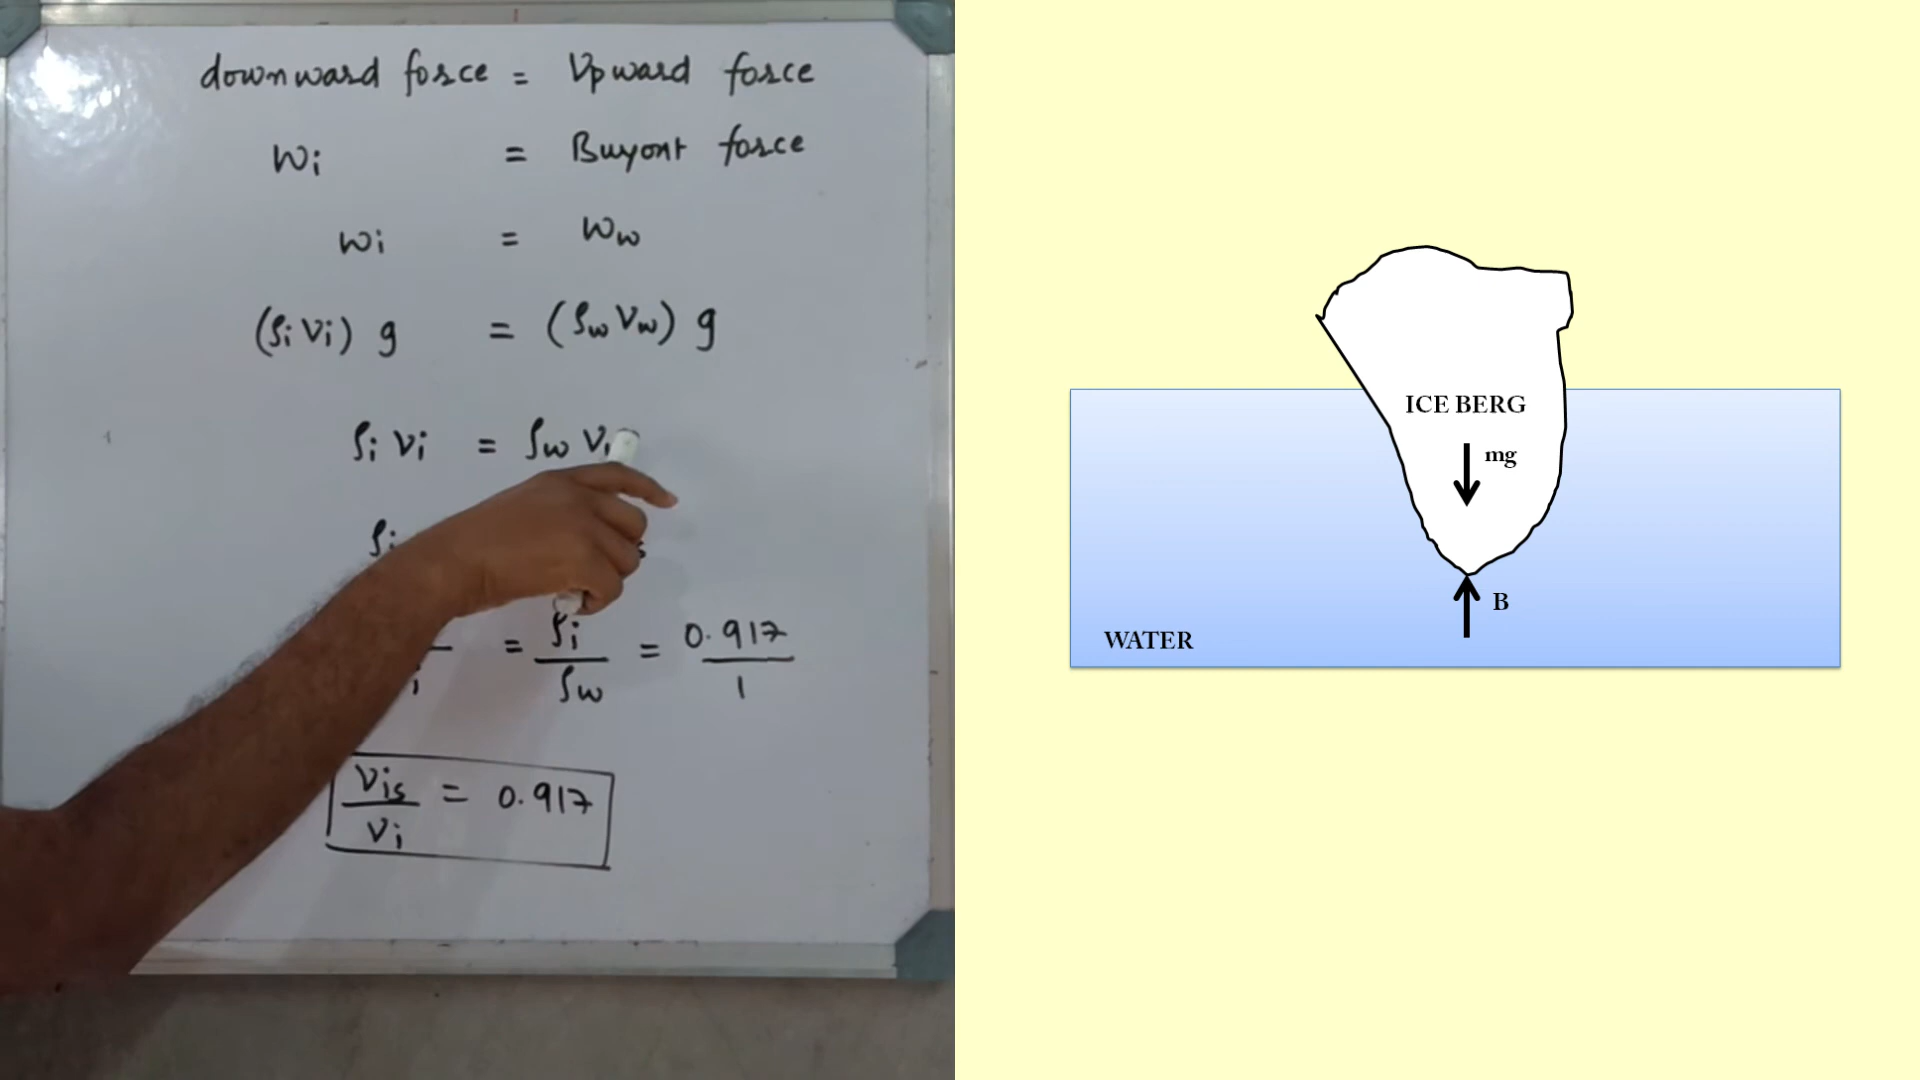 downward force = Upward force
Wi = Buyont force
Wi = Ww
(ρi Vi) g = (ρw Vw) g
ρi Vi = ρw V
ρi
= ρi / ρw = 0.917 / 1
Vis / Vi = 0.917
ICE BERG
mg
B
WATER